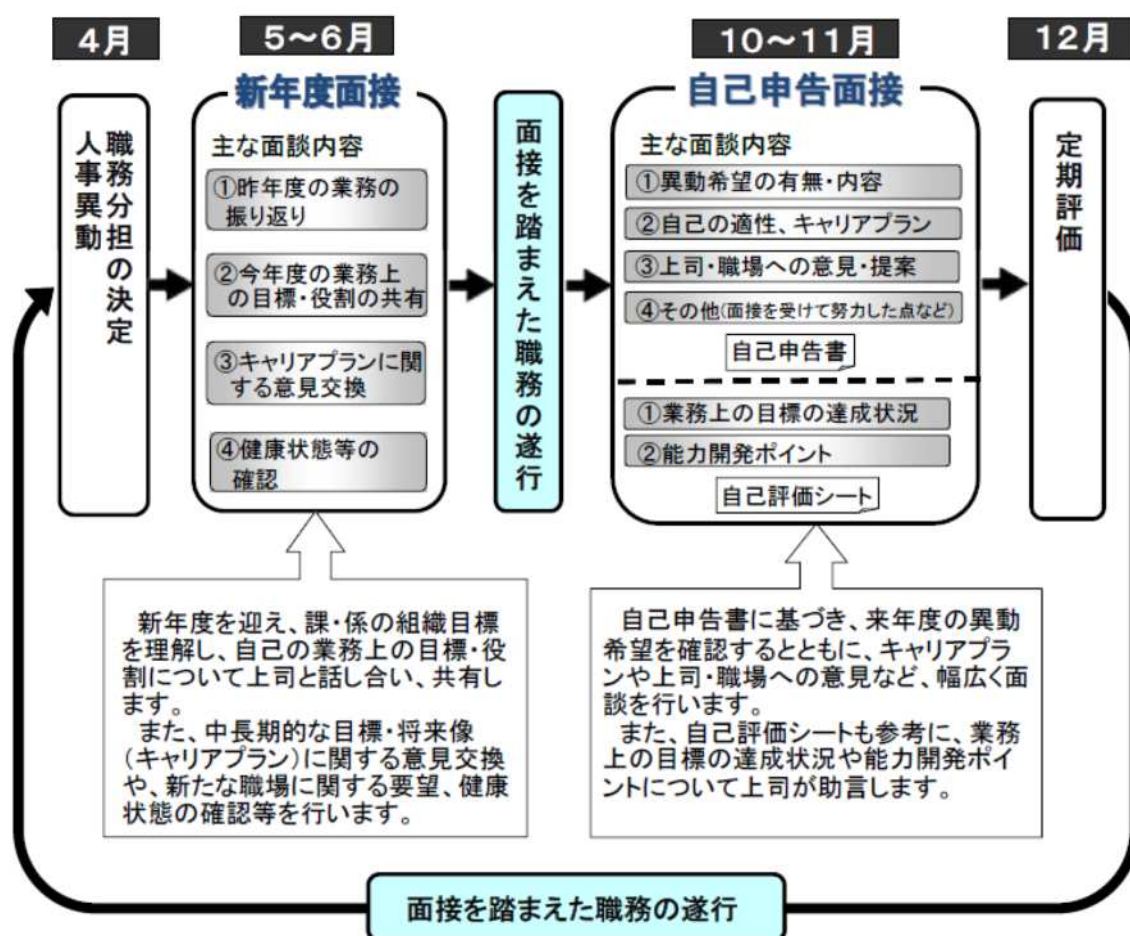 4月
職務分担の決定
人事異動
5～6月
新年度面接
主な面談内容
①昨年度の業務の
振り返り
②今年度の業務上
の目標・役割の共有
③キャリアプランに関
する意見交換
④健康状態等の
確認
面接を踏まえた職務の遂行
10～11月
自己申告面接
主な面談内容
①異動希望の有無・内容
②自己の適性、キャリアプラン
③上司・職場への意見・提案
④その他(面接を受けて努力した点など)
自己申告書
①業務上の目標の達成状況
②能力開発ポイント
自己評価シート
12月
定期評価
新年度を迎え、課・係の組織目標
を理解し、自己の業務上の目標・役
割について上司と話し合い、共有し
ます。
また、中長期的な目標・将来像
(キャリアプラン)に関する意見交換
や、新たな職場に関する要望、健康
状態の確認等を行います。
自己申告書に基づき、来年度の異動
希望を確認するとともに、キャリアプラ
ンや上司・職場への意見など、幅広く面
談を行います。
また、自己評価シートも参考に、業務
上の目標の達成状況や能力開発ポイ
ントについて上司が助言します。
面接を踏まえた職務の遂行